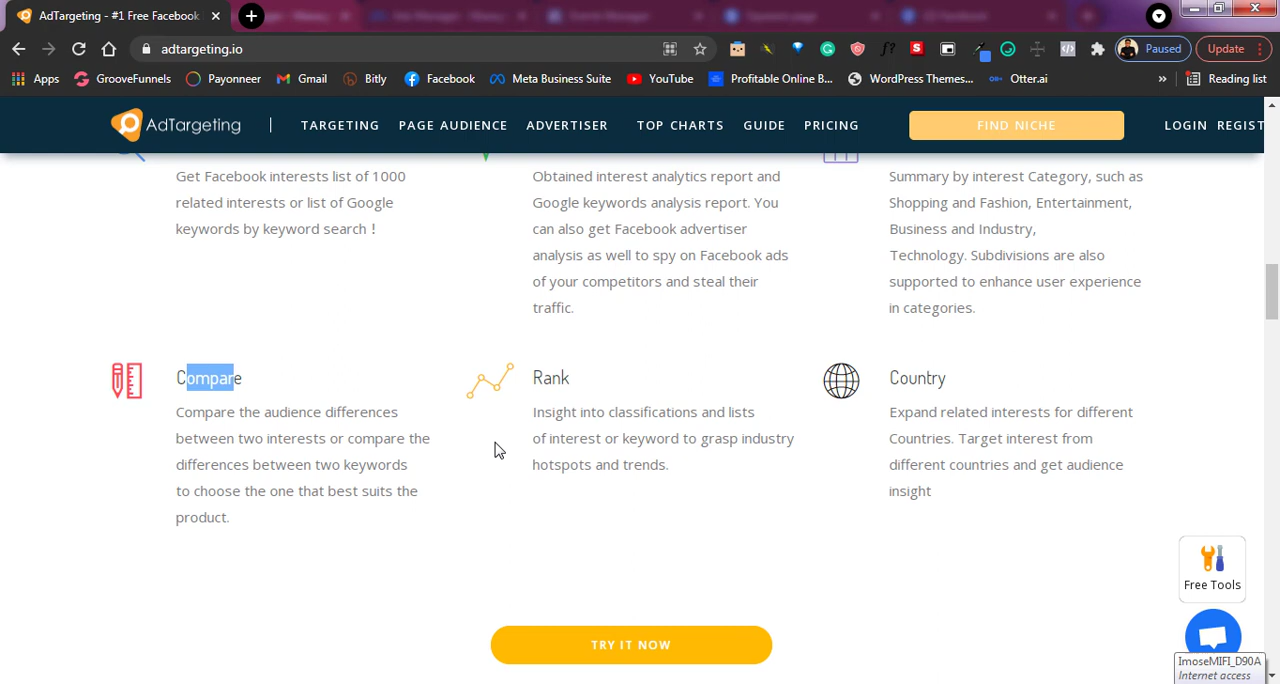 AdTargeting - #1 Free Facebook
adtargeting.io
Paused
Update
Apps
GrooveFunnels
Payonneer
Gmail
Bitly
Facebook
Meta Business Suite
YouTube
Profitable Online B...
WordPress Themes...
Otter.ai
»
Reading list
AdTargeting
TARGETING
PAGE AUDIENCE
ADVERTISER
TOP CHARTS
GUIDE
PRICING
FIND NICHE
LOGIN
REGIST
Get Facebook interests list of 1000
related interests or list of Google
keywords by keyword search！
Obtained interest analytics report and
Google keywords analysis report. You
can also get Facebook advertiser
analysis as well to spy on Facebook ads
of your competitors and steal their
traffic.
Summary by interest Category, such as
Shopping and Fashion, Entertainment,
Business and Industry,
Technology. Subdivisions are also
supported to enhance user experience
in categories.
Compare
Compare the audience differences
between two interests or compare the
differences between two keywords
to choose the one that best suits the
product.
Rank
Insight into classifications and lists
of interest or keyword to grasp industry
hotspots and trends.
Country
Expand related interests for different
Countries. Target interest from
different countries and get audience
insight
Free Tools
TRY IT NOW
ImoseMIFI_D90A
Internet access